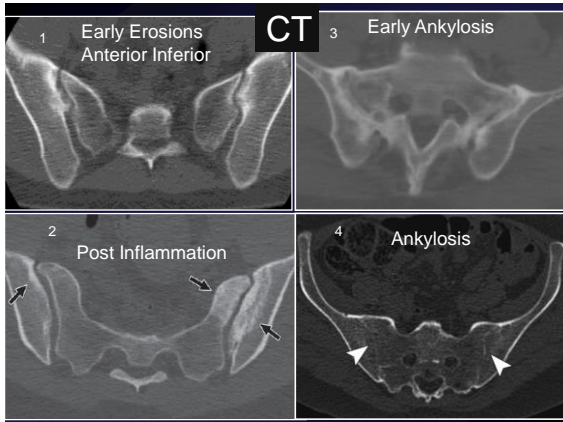 CT
1
Early Erosions
Anterior Inferior
3
Early Ankylosis
2
Post Inflammation
4
Ankylosis